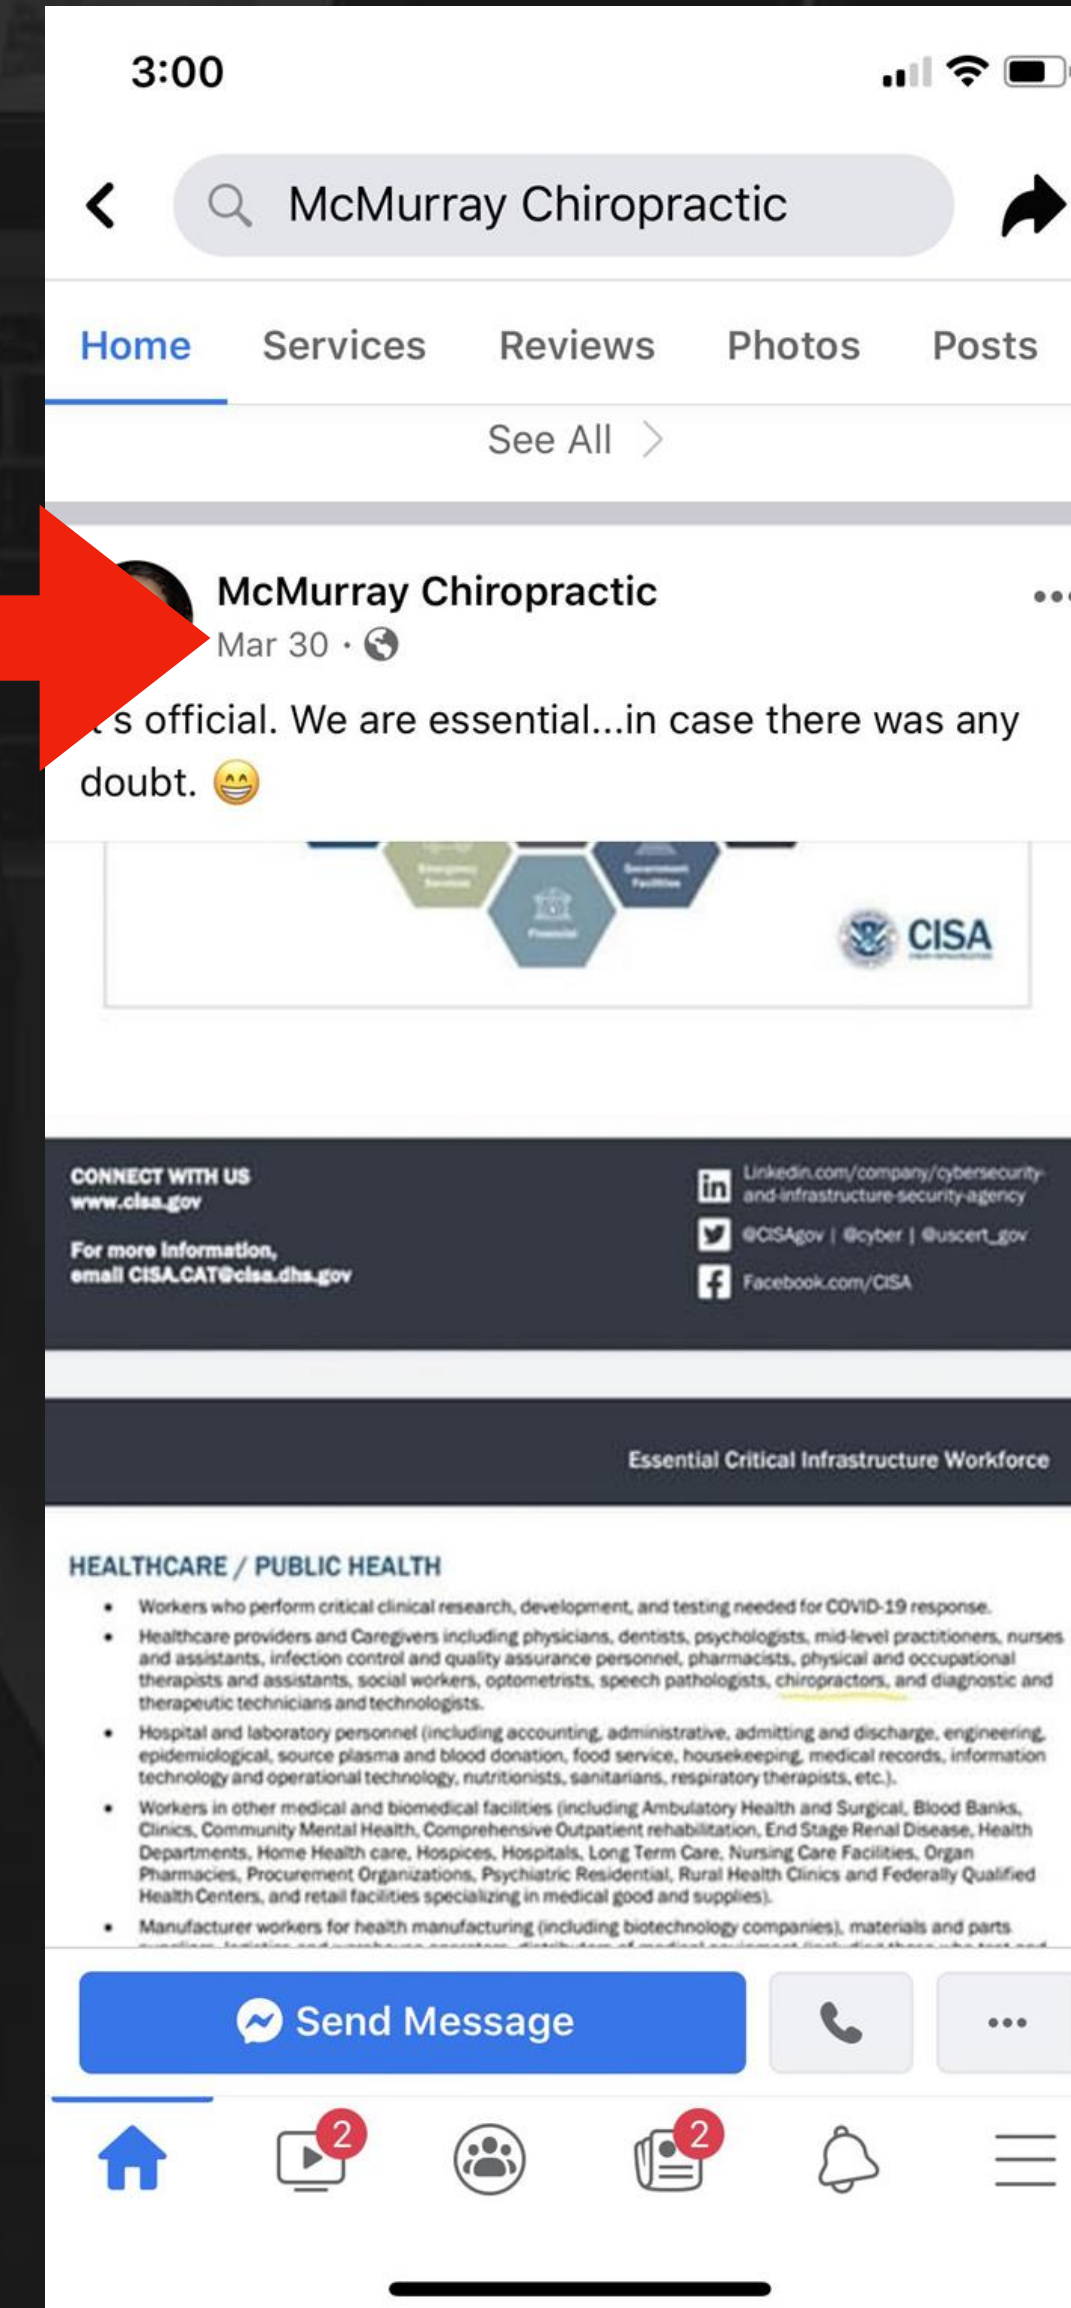 3:00
McMurray Chiropractic
Home Services Reviews Photos Posts
See All
McMurray Chiropractic
Mar 30 ·
's official. We are essential...in case there was any
doubt. 😁
Emergency
Services
Government
Facilities
Financial
CISA
CONNECT WITH US
www.cisa.gov
For more information,
email CISA.CAT@cisa.dhs.gov
Linkedin.com/company/cybersecurity-
and-infrastructure-security-agency
@CISAgov | @cyber | @uscert_gov
Facebook.com/CISA
Essential Critical Infrastructure Workforce
HEALTHCARE / PUBLIC HEALTH
• Workers who perform critical clinical research, development, and testing needed for COVID-19 response.
• Healthcare providers and Caregivers including physicians, dentists, psychologists, mid-level practitioners, nurses
and assistants, infection control and quality assurance personnel, pharmacists, physical and occupational
therapists and assistants, social workers, optometrists, speech pathologists, chiropractors, and diagnostic and
therapeutic technicians and technologists.
• Hospital and laboratory personnel (including accounting, administrative, admitting and discharge, engineering,
epidemiological, source plasma and blood donation, food service, housekeeping, medical records, information
technology and operational technology, nutritionists, sanitarians, respiratory therapists, etc.).
• Workers in other medical and biomedical facilities (including Ambulatory Health and Surgical, Blood Banks,
Clinics, Community Mental Health, Comprehensive Outpatient rehabilitation, End Stage Renal Disease, Health
Departments, Home Health care, Hospices, Hospitals, Long Term Care, Nursing Care Facilities, Organ
Pharmacies, Procurement Organizations, Psychiatric Residential, Rural Health Clinics and Federally Qualified
Health Centers, and retail facilities specializing in medical good and supplies).
• Manufacturer workers for health manufacturing (including biotechnology companies), materials and parts
Send Message
2
2